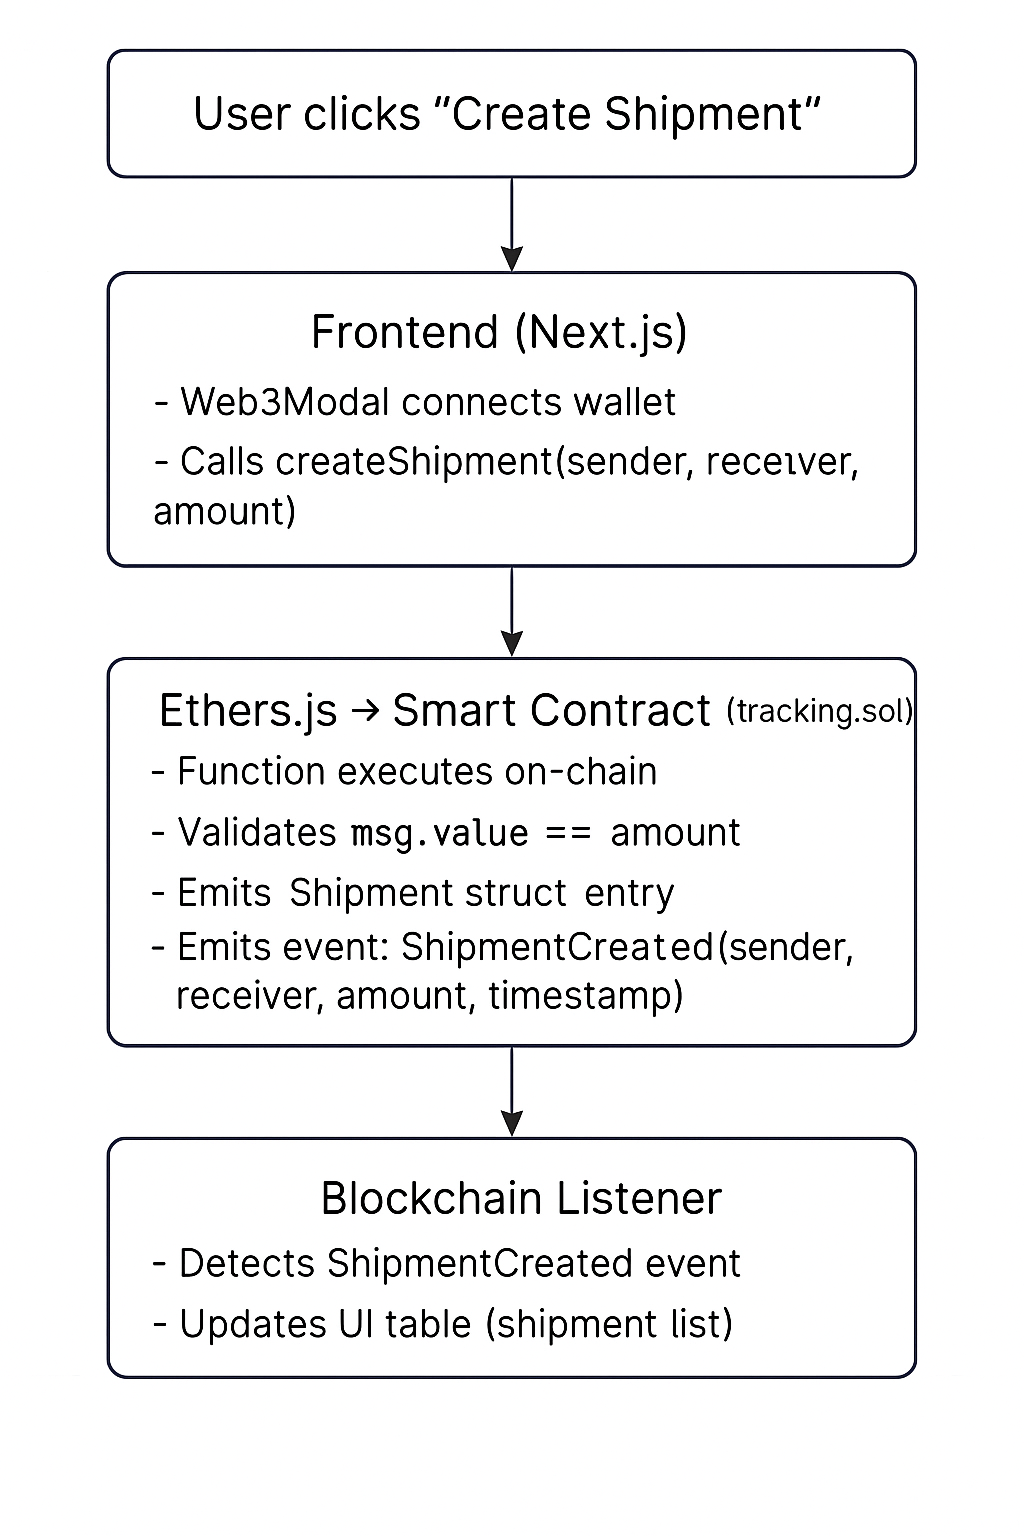 User clicks “Create Shipment”
Frontend (Next.js)
- Web3Modal connects wallet
- Calls createShipment(sender, receıver,
amount)
Ethers.js → Smart Contract (tracking.sol)
- Function executes on-chain
- Validates msg.value == amount
- Emits Shipment struct entry
- Emits event: ShipmentCreated(sender,
receiver, amount, timestamp)
Blockchain Listener
- Detects ShipmentCreated event
- Updates UI table (shipment list)